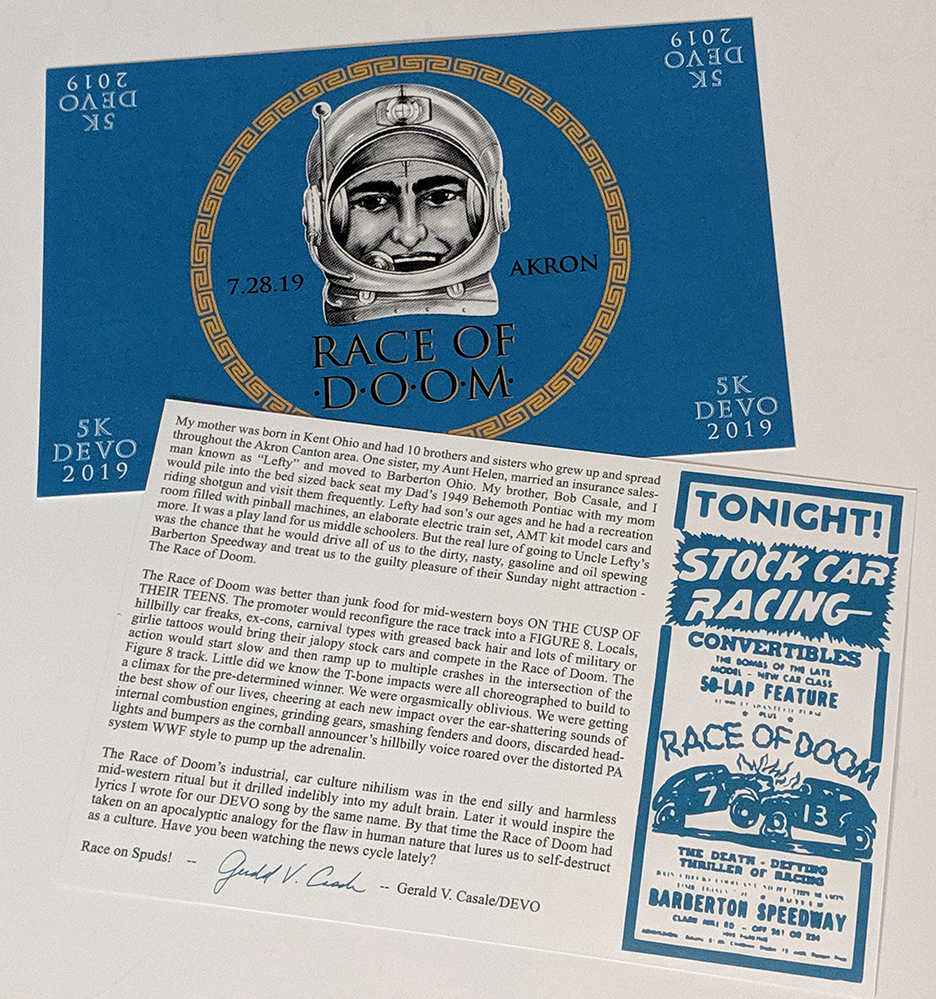 5K
DEVO
2019
5K
DEVO
2019
7.28.19
AKRON
RACE OF
·D·O·O·M·
5K
DEVO
2019
5K
DEVO
2019
My mother was born in Kent Ohio and had 10 brothers and sisters who grew up and spread
throughout the Akron Canton area. One sister, my Aunt Helen, married an insurance sales-
man known as “Lefty” and moved to Barberton Ohio. My brother, Bob Casale, and I
would pile into the bed sized back seat my Dad's 1949 Behemoth Pontiac with my mom
riding shotgun and visit them frequently. Lefty had son's our ages and he had a recreation
room filled with pinball machines, an elaborate electric train set, AMT kit model cars and
more. It was a play land for us middle schoolers. But the real lure of going to Uncle Lefty's
was the chance that he would drive all of us to the dirty, nasty, gasoline and oil spewing
Barberton Speedway and treat us to the guilty pleasure of their Sunday night attraction -
The Race of Doom.
The Race of Doom was better than junk food for mid-western boys ON THE CUSP OF
THEIR TEENS. The promoter would reconfigure the race track into a FIGURE 8. Locals,
hillbilly car freaks, ex-cons, carnival types with greased back hair and lots of military or
girlie tattoos would bring their jalopy stock cars and compete in the Race of Doom. The
action would start slow and then ramp up to multiple crashes in the intersection of the
Figure 8 track. Little did we know the T-bone impacts were all choreographed to build to
a climax for the pre-determined winner. We were orgasmically oblivious. We were getting
the best show of our lives, cheering at each new impact over the ear-shattering sounds of
internal combustion engines, grinding gears, smashing fenders and doors, discarded head-
lights and bumpers as the cornball announcer's hillbilly voice roared over the distorted PA
system WWF style to pump up the adrenalin.
The Race of Doom's industrial, car culture nihilism was in the end silly and harmless
mid-western ritual but it drilled indelibly into my adult brain. Later it would inspire the
lyrics I wrote for our DEVO song by the same name. By that time the Race of Doom had
taken on an apocalyptic analogy for the flaw in human nature that lures us to self-destruct
as a culture. Have you been watching the news cycle lately?
Race on Spuds! -- Gerald V. Casale -- Gerald V. Casale/DEVO
TONIGHT!
STOCK CAR
RACING
CONVERTIBLES
THE BOMBS OF THE LATE
MODEL - NEW CAR CLASS
50-LAP FEATURE
PLUS
RACE OF DOOM
7 13
THE DEATH - DEFYING
THRILLER OF RACING
BARBERTON SPEEDWAY